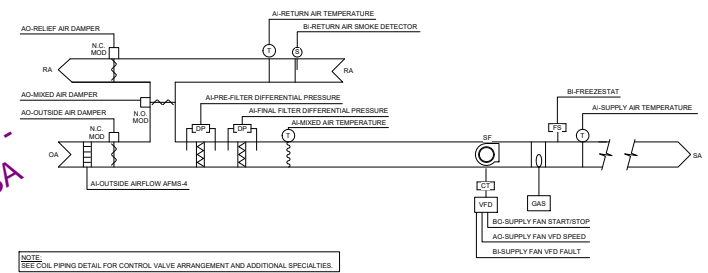 AI-RETURN AIR TEMPERATURE
BI-RETURN AIR SMOKE DETECTOR
AO-RELIEF AIR DAMPER
N.C.
MOD
T
S
RA
RA
AO-MIXED AIR DAMPER
N.O.
MOD
AO-OUTSIDE AIR DAMPER
N.C.
MOD
AI-PRE-FILTER DIFFERENTIAL PRESSURE
AI-FINAL FILTER DIFFERENTIAL PRESSURE
AI-MIXED AIR TEMPERATURE
BI-FREEZESTAT
AI-SUPPLY AIR TEMPERATURE
DP
DP
T
SF
FS
T
OA
SA
AI-OUTSIDE AIRFLOW AFMS-4
CT
VFD
GAS
BO-SUPPLY FAN START/STOP
AO-SUPPLY FAN VFD SPEED
BI-SUPPLY FAN VFD FAULT
NOTE:
SEE COIL PIPING DETAIL FOR CONTROL VALVE ARRANGEMENT AND ADDITIONAL SPECIALTIES.